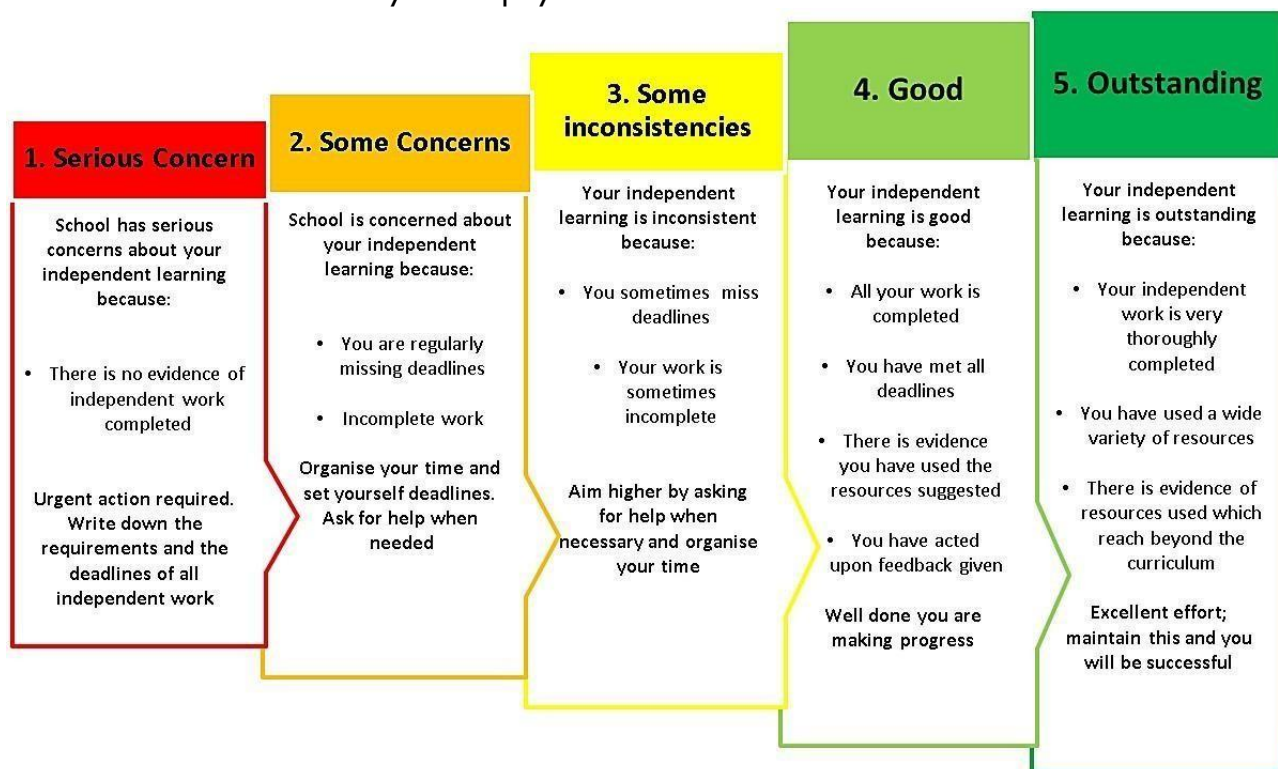 1. Serious Concern
School has serious
concerns about your
independent learning
because:
• There is no evidence of
independent work
completed
Urgent action required.
Write down the
requirements and the
deadlines of all
independent work
2. Some Concerns
School is concerned about
your independent
learning because:
• You are regularly
missing deadlines
• Incomplete work
Organise your time and
set yourself deadlines.
Ask for help when
needed
3. Some
inconsistencies
Your independent
learning is inconsistent
because:
• You sometimes miss
deadlines
• Your work is
sometimes
incomplete
Aim higher by asking
for help when
necessary and organise
your time
4. Good
Your independent
learning is good
because:
• All your work is
completed
• You have met all
deadlines
• There is evidence
you have used the
resources suggested
• You have acted
upon feedback given
Well done you are
making progress
5. Outstanding
Your independent
learning is outstanding
because:
• Your independent
work is very
thoroughly
completed
• You have used a wide
variety of resources
• There is evidence of
resources used which
reach beyond the
curriculum
Excellent effort;
maintain this and you
will be successful